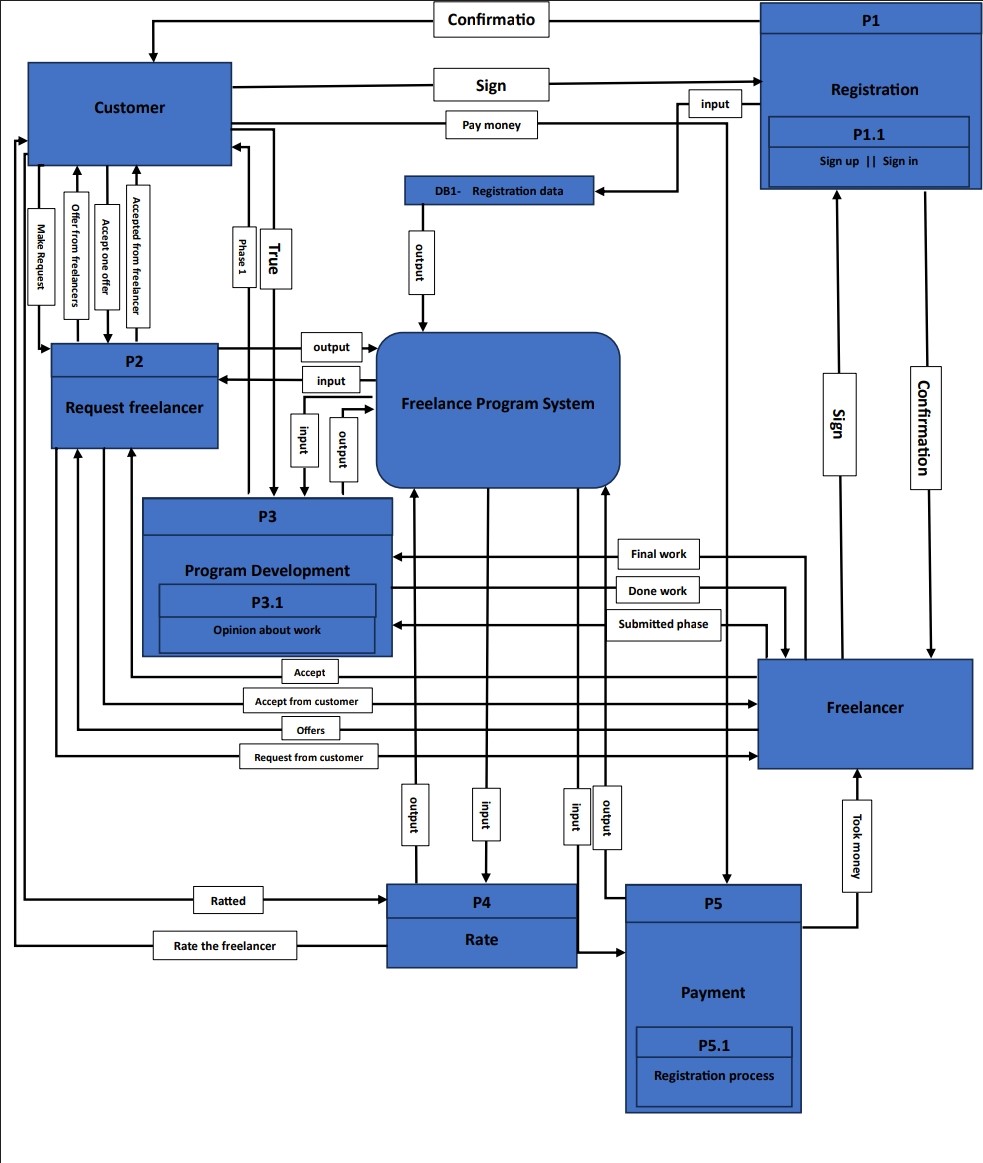 Confirmatio
P1
Registration
P1.1
Sign up || Sign in
Customer
Sign
input
Pay money
DB1- Registration data
output
Make Request
Offer from freelancers
Accept one offer
Accepted from freelancer
Phase 1
True
P2
Request freelancer
output
input
input
output
Freelance Program System
Sign
Confirmation
P3
Program Development
P3.1
Opinion about work
Final work
Done work
Submitted phase
Accept
Accept from customer
Offers
Request from customer
Freelancer
output
input
input
output
Took money
Ratted
Rate the freelancer
P4
Rate
P5
Payment
P5.1
Registration process